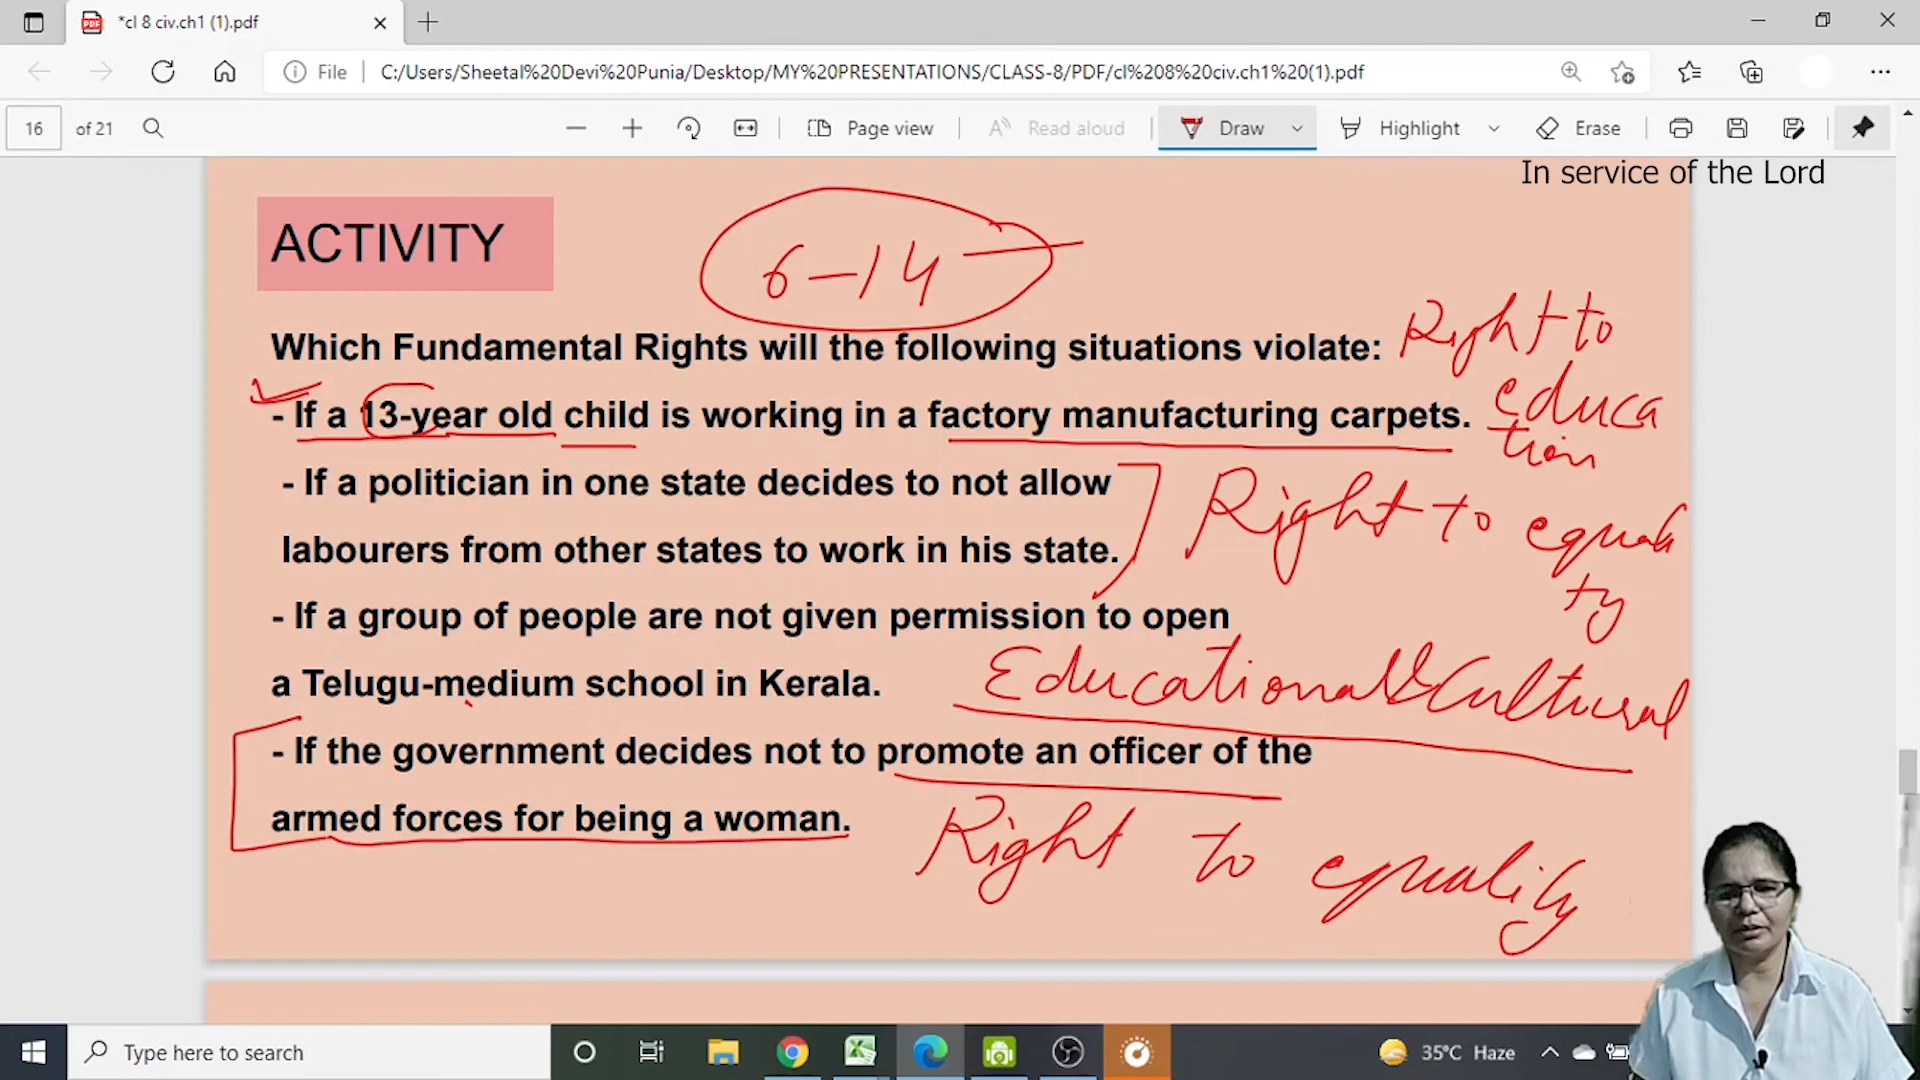 *cl 8 civ.ch1 (1).pdf
File C:/Users/Sheetal%20Devi%20Punia/Desktop/MY%20PRESENTATIONS/CLASS-8/PDF/cl%208%20civ.ch1%20(1).pdf
16 of 21 Page view Read aloud Draw Highlight Erase
In service of the Lord
ACTIVITY
6-14
Which Fundamental Rights will the following situations violate:
Right to
educa
tion
- If a 13-year old child is working in a factory manufacturing carpets.
- If a politician in one state decides to not allow
labourers from other states to work in his state.
Right to equali
ty
- If a group of people are not given permission to open
a Telugu-medium school in Kerala.
Educational & Cultural
- If the government decides not to promote an officer of the
armed forces for being a woman.
Right to equality
Type here to search
35°C Haze